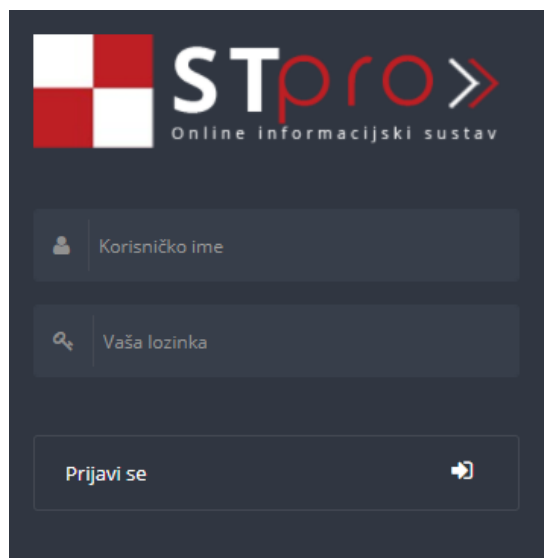 STpro
Online informacijski sustav
Korisničko ime
Vaša lozinka
Prijavi se